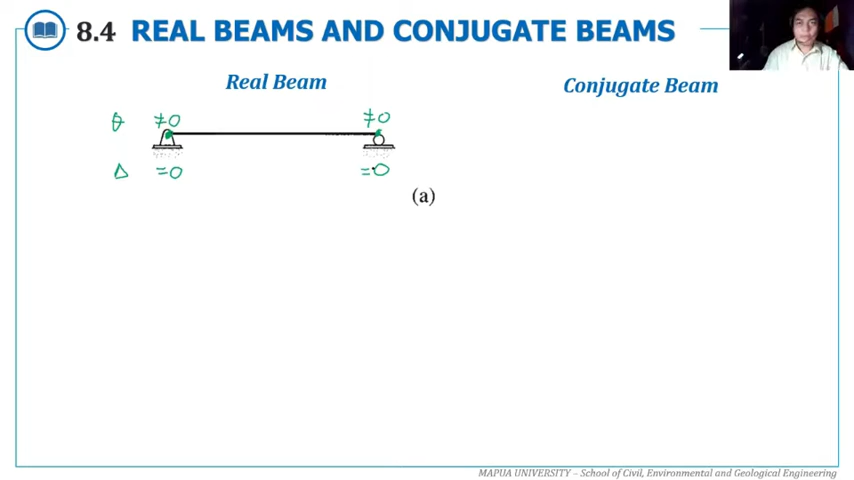 8.4 REAL BEAMS AND CONJUGATE BEAMS
Real Beam
Conjugate Beam
θ ≠0 ≠0
Δ =0 =0
(a)
MAPUA UNIVERSITY – School of Civil, Environmental and Geological Engineering